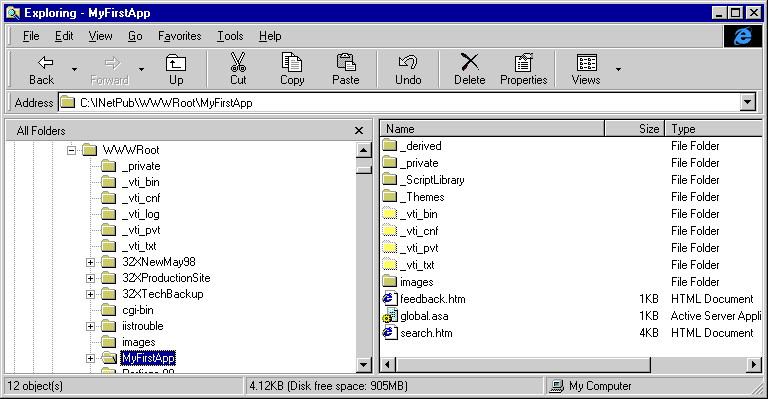 Exploring - MyFirstApp
File Edit View Go Favorites Tools Help
Back Forward Up Cut Copy Paste Undo Delete Properties Views
Address C:\INetPub\WWWRoot\MyFirstApp
All Folders
WWWRoot
_private
_vti_bin
_vti_cnf
_vti_log
_vti_pvt
_vti_txt
32XNewMay98
32XProductionSite
32XTechBackup
cgi-bin
iistrouble
images
MyFirstApp
Name Size Type
_derived File Folder
_private File Folder
_ScriptLibrary File Folder
_Themes File Folder
_vti_bin File Folder
_vti_cnf File Folder
_vti_pvt File Folder
_vti_txt File Folder
images File Folder
feedback.htm 1KB HTML Document
global.asa 1KB Active Server Appli
search.htm 4KB HTML Document
12 object(s) 4.12KB (Disk free space: 905MB) My Computer